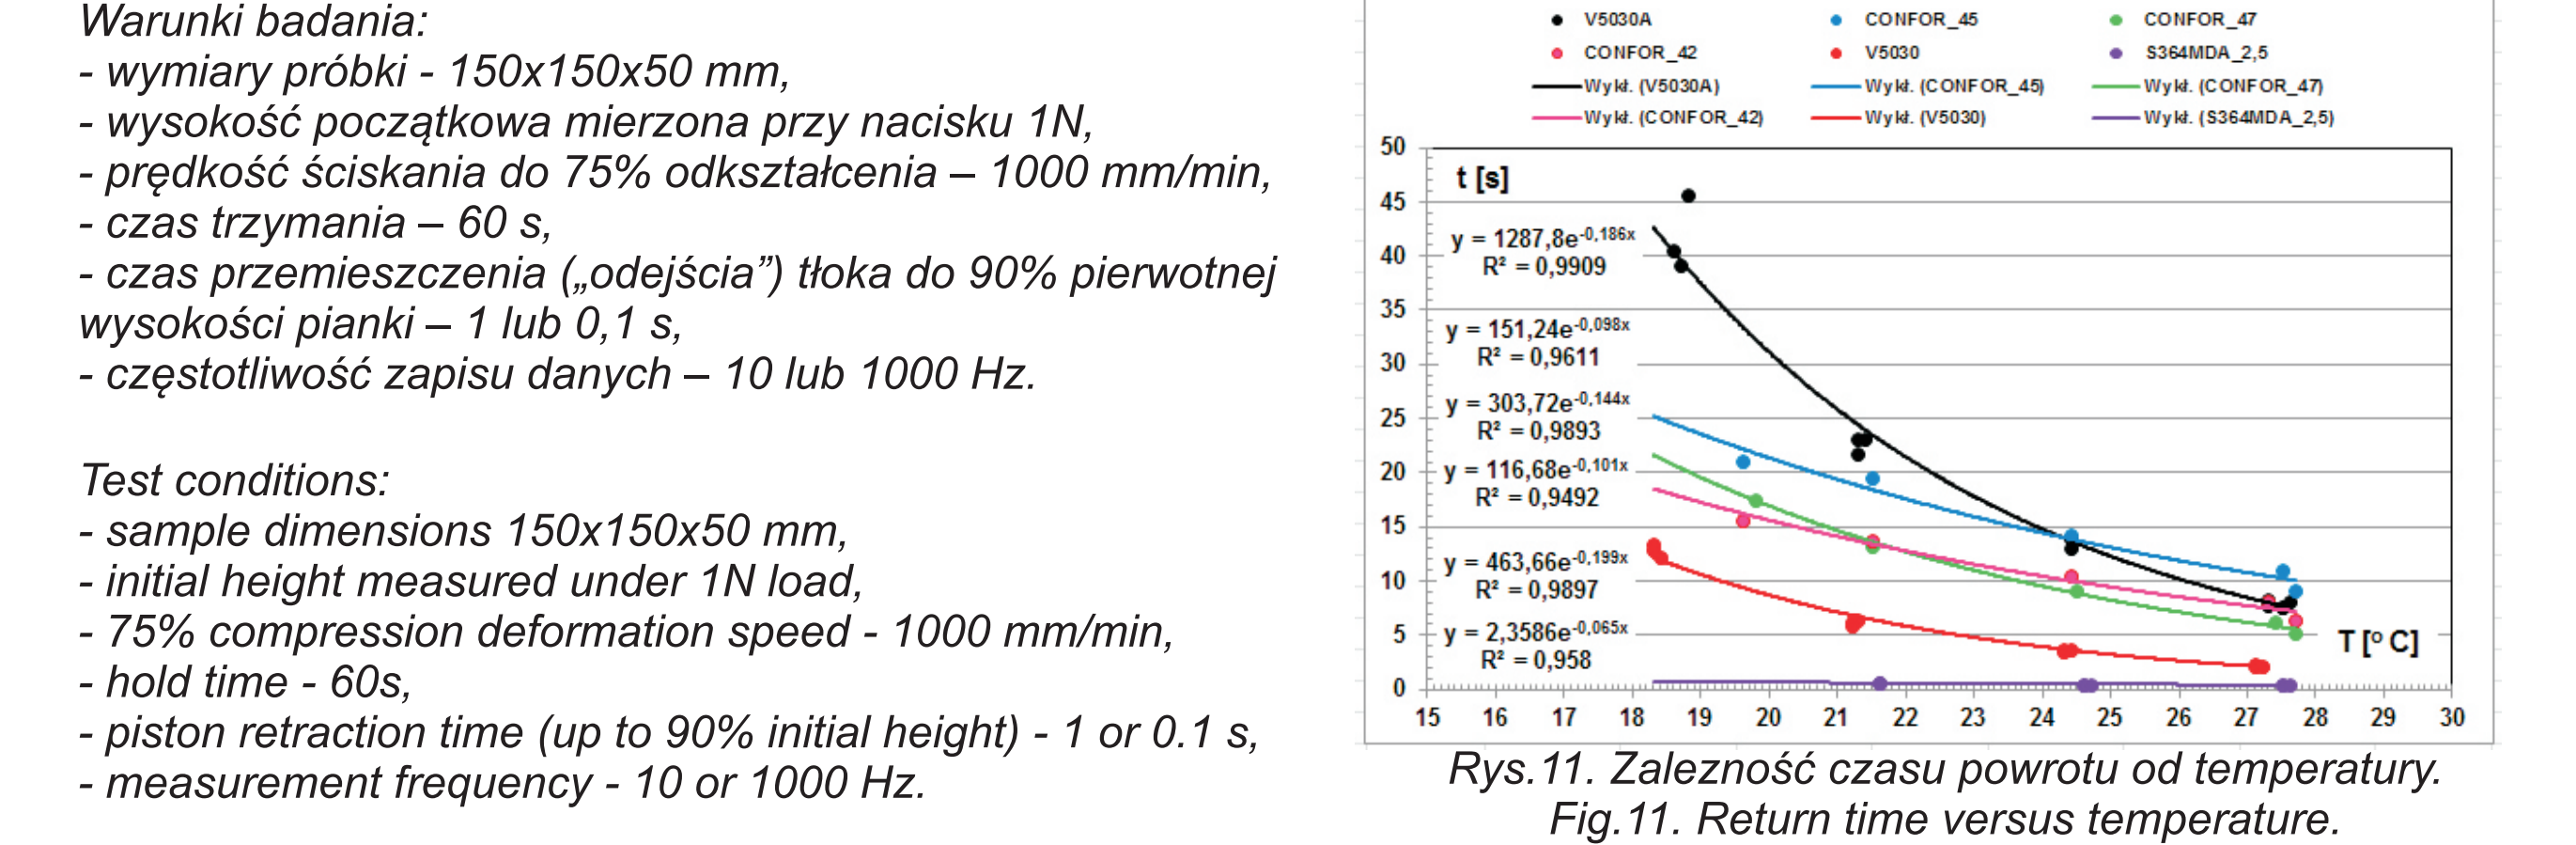 Warunki badania:
- wymiary próbki - 150x150x50 mm,
- wysokość początkowa mierzona przy nacisku 1N,
- prędkość ściskania do 75% odkształcenia – 1000 mm/min,
- czas trzymania – 60 s,
- czas przemieszczenia („odejścia”) tłoka do 90% pierwotnej
wysokości pianki – 1 lub 0,1 s,
- częstotliwość zapisu danych – 10 lub 1000 Hz.
Test conditions:
- sample dimensions 150x150x50 mm,
- initial height measured under 1N load,
- 75% compression deformation speed - 1000 mm/min,
- hold time - 60s,
- piston retraction time (up to 90% initial height) - 1 or 0.1 s,
- measurement frequency - 10 or 1000 Hz.
V5030A CONFOR_45 CONFOR_47
CONFOR_42 V5030 S364MDA_2,5
Wykł. (V5030A) Wykł. (CONFOR_45) Wykł. (CONFOR_47)
Wykł. (CONFOR_42) Wykł. (V5030) Wykł. (S364MDA_2,5)
50
t [s]
45
y = 1287,8e^-0,186x
40
R² = 0,9909
35
y = 151,24e^-0,098x
R² = 0,9611
30
y = 303,72e^-0,144x
25
R² = 0,9893
20
y = 116,68e^-0,101x
R² = 0,9492
15
y = 463,66e^-0,199x
10
R² = 0,9897
5
y = 2,3586e^-0,065x
T [° C]
R² = 0,958
0
15 16 17 18 19 20 21 22 23 24 25 26 27 28 29 30
Rys.11. Zalezność czasu powrotu od temperatury.
Fig.11. Return time versus temperature.